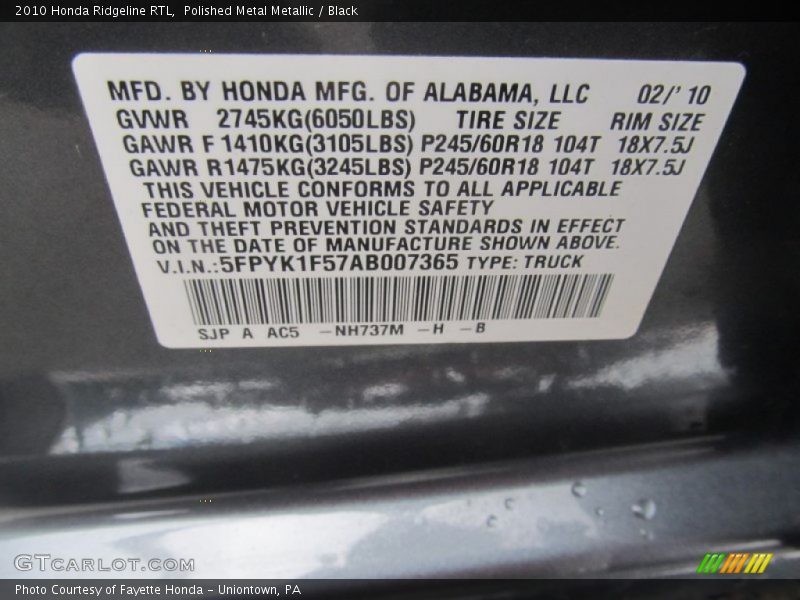 2010 Honda Ridgeline RTL, Polished Metal Metallic / Black
MFD. BY HONDA MFG. OF ALABAMA, LLC 02/'10
GVWR 2745KG(6050LBS) TIRE SIZE RIM SIZE
GAWR F 1410KG(3105LBS) P245/60R18 104T 18X7.5J
GAWR R1475KG(3245LBS) P245/60R18 104T 18X7.5J
THIS VEHICLE CONFORMS TO ALL APPLICABLE
FEDERAL MOTOR VEHICLE SAFETY
AND THEFT PREVENTION STANDARDS IN EFFECT
ON THE DATE OF MANUFACTURE SHOWN ABOVE.
V.I.N.:5FPYK1F57AB007365 TYPE: TRUCK
SJP A AC5 -NH737M -H -B
GTCARLOT.COM
Photo Courtesy of Fayette Honda - Uniontown, PA